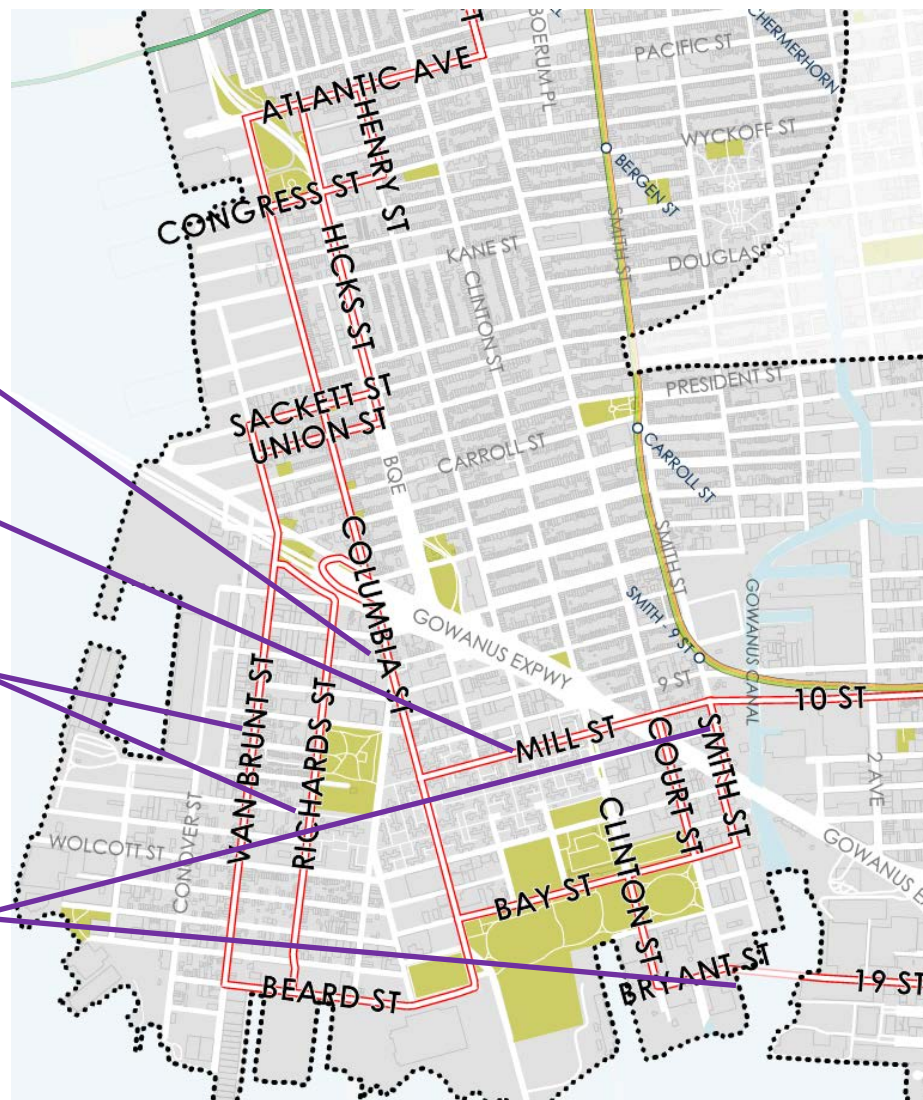 BOERUM PL
SCHERMERHORN
PACIFIC ST
ATLANTIC AVE
HENRY ST
WYCKOFF ST
BERGEN ST
CONGRESS ST
SMITH ST
HICKS ST
KANE ST
DOUGLASS ST
CLINTON ST
PRESIDENT ST
SACKETT ST
UNION ST
CARROLL ST
CARROLL ST
BQE
COLUMBIA ST
SMITH ST
SMITH - 9 ST
GOWANUS CANAL
GOWANUS EXPWY
9 ST
10 ST
VAN BRUNT ST
RICHARDS ST
MILL ST
COURT ST
SMITH ST
2 AVE
CONOVER ST
WOLCOTT ST
CLINTON ST
GOWANUS E
BAY ST
BRYANT ST
BEARD ST
19 ST